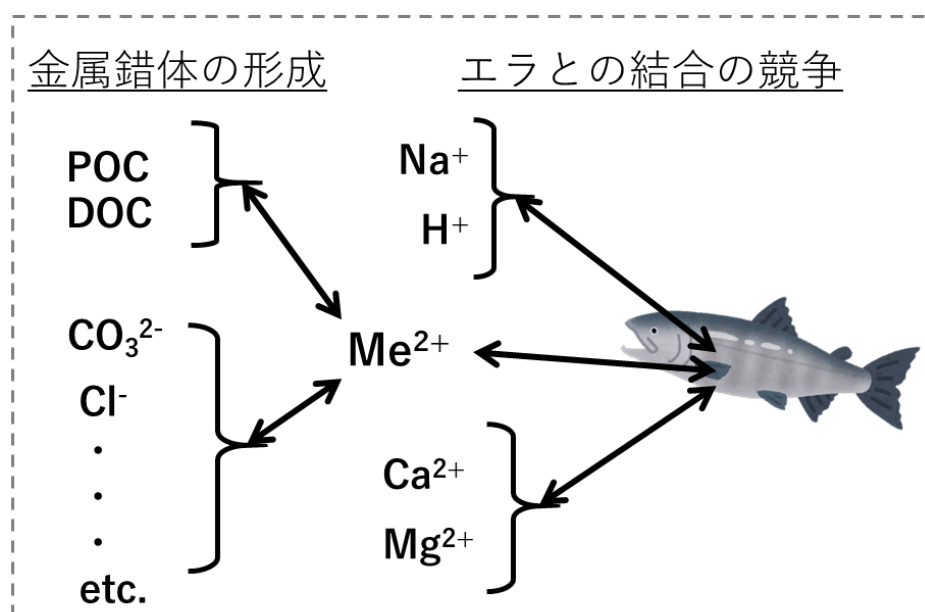 金属錯体の形成
POC
DOC
CO₃²⁻
Cl⁻
・
・
・
etc.
Me²⁺
エラとの結合の競争
Na⁺
H⁺
Ca²⁺
Mg²⁺